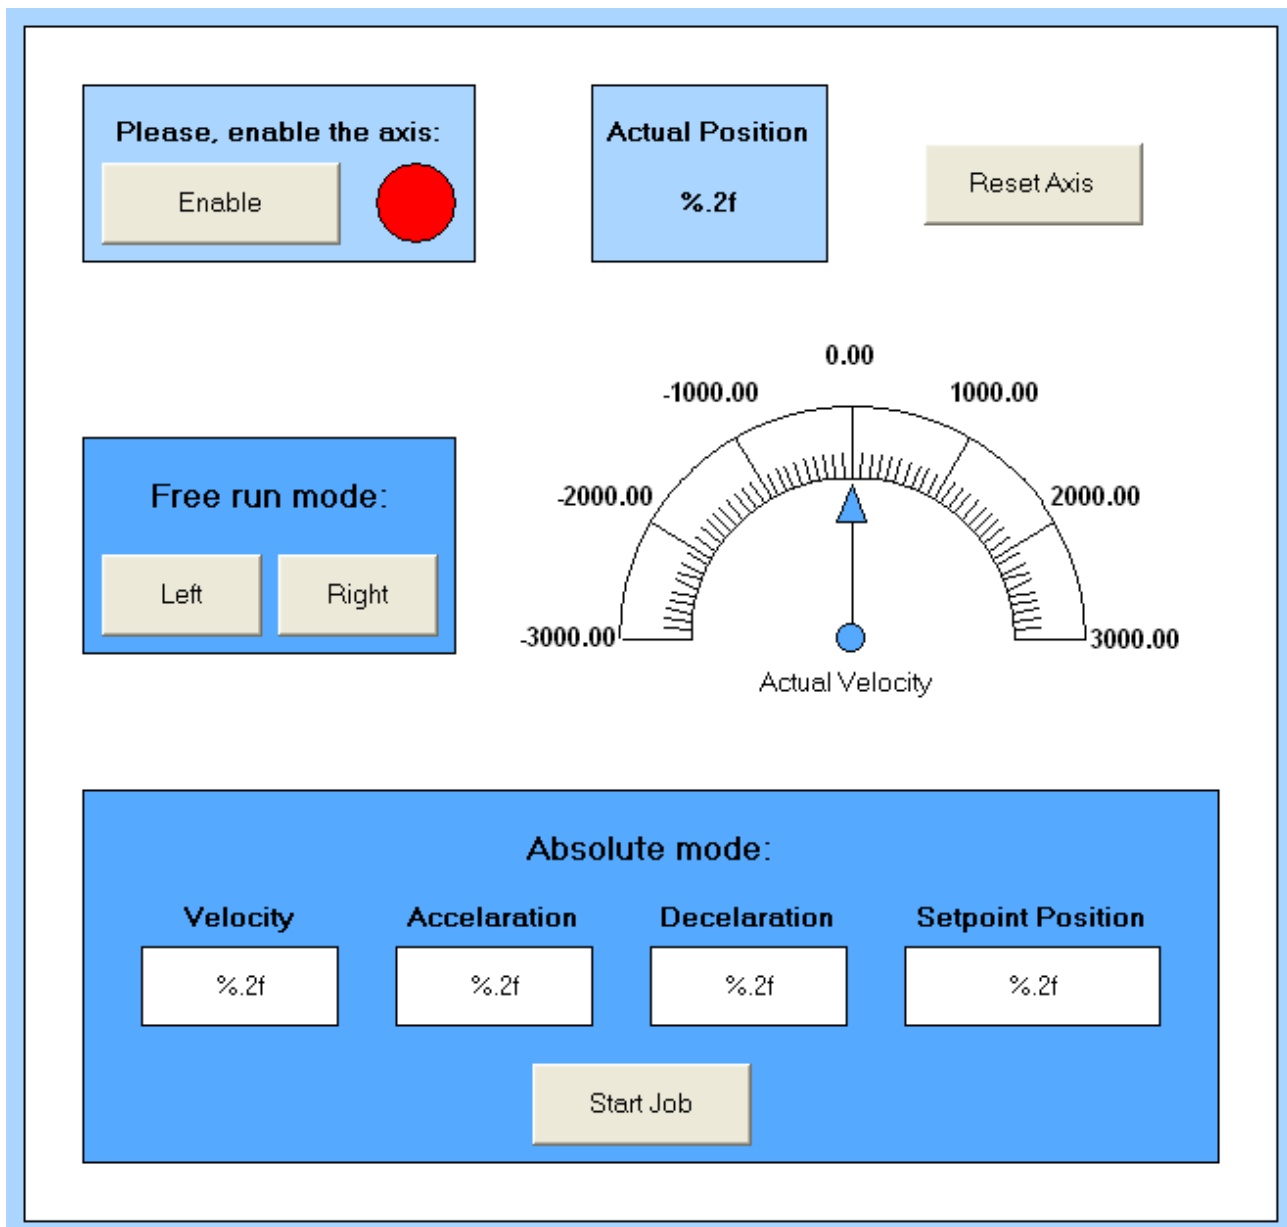 Please, enable the axis:
Enable
Actual Position
%.2f
Reset Axis
0.00
-1000.00
1000.00
-2000.00
2000.00
-3000.00
3000.00
Actual Velocity
Free run mode:
Left
Right
Absolute mode:
Velocity
Accelaration
Decelaration
Setpoint Position
%.2f
%.2f
%.2f
%.2f
Start Job